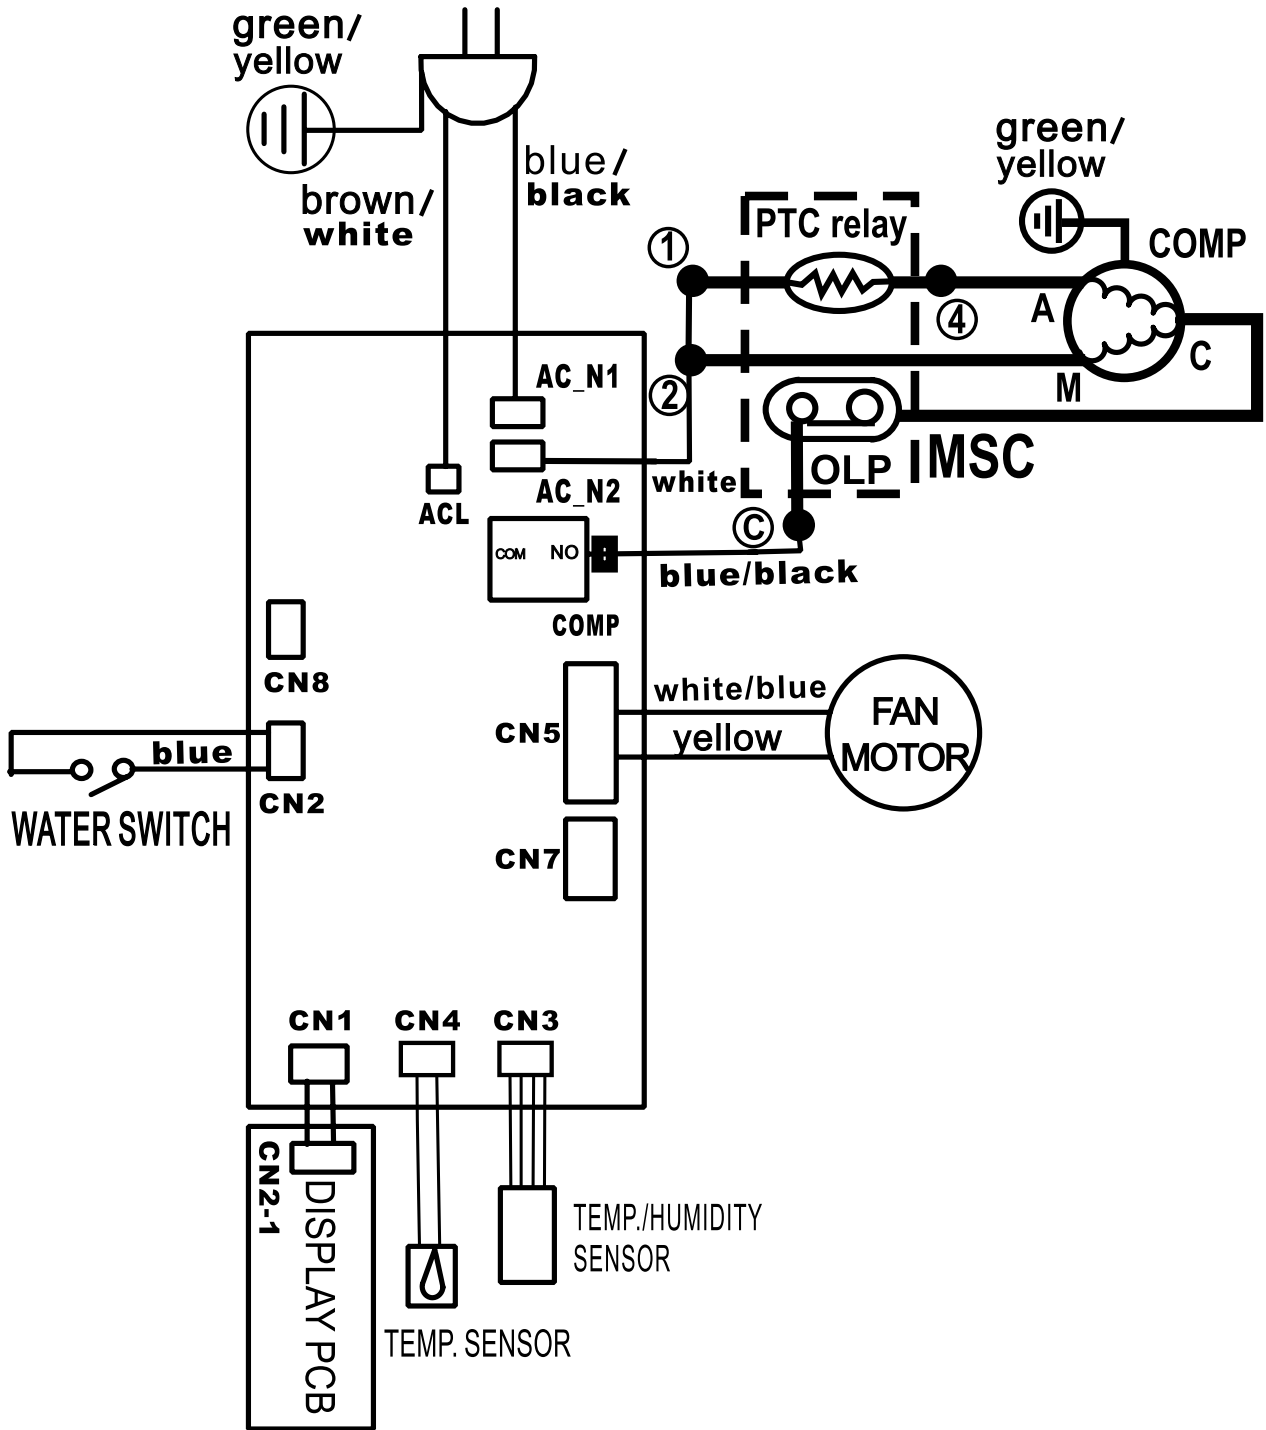 green/
yellow
blue/
black
brown/
white
green/
yellow
PTC relay
COMP
1
4
A
C
2
M
AC_N1
MSC
OLP
white
AC_N2
ACL
C
COM NO
blue/black
COMP
CN8
white/blue
FAN
MOTOR
CN5
yellow
blue
CN2
WATER SWITCH
CN7
CN1
CN4
CN3
CN2-1
DISPLAY PCB
TEMP./HUMIDITY
SENSOR
TEMP. SENSOR